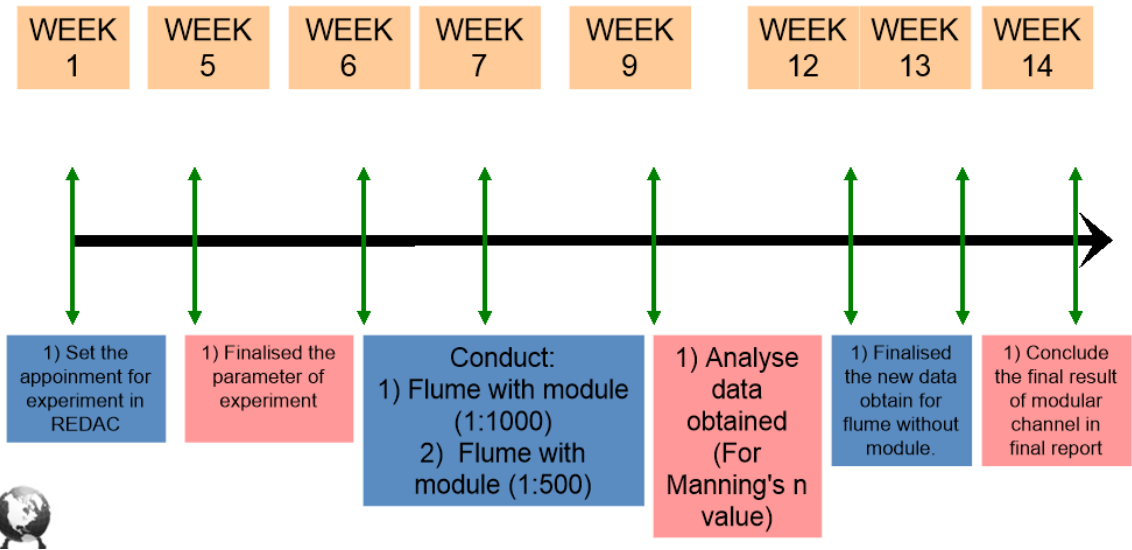 WEEK
1
WEEK
5
WEEK
6
WEEK
7
WEEK
9
WEEK
12
WEEK
13
WEEK
14
1) Set the
appoinment for
experiment in
REDAC
1) Finalised the
parameter of
experiment
Conduct:
1) Flume with module
(1:1000)
2) Flume with
module (1:500)
1) Analyse
data
obtained
(For
Manning's n
value)
1) Finalised
the new data
obtain for
flume without
module.
1) Conclude
the final result
of modular
channel in
final report